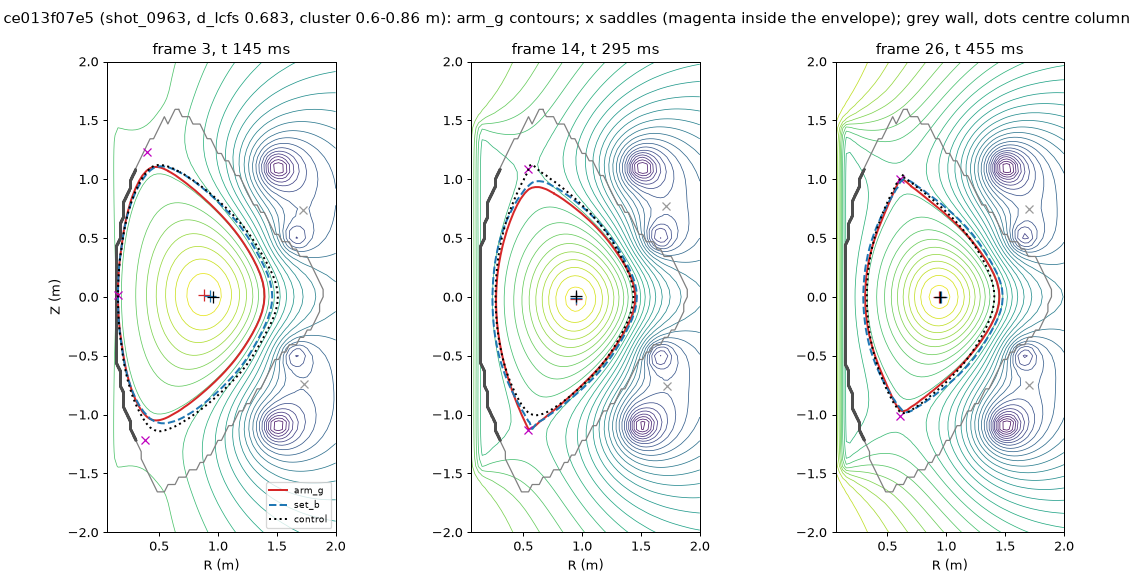 ce013f07e5 (shot_0963, d_lcfs 0.683, cluster 0.6-0.86 m): arm_g contours; x saddles (magenta inside the envelope); grey wall, dots centre column
frame 3, t 145 ms
frame 14, t 295 ms
frame 26, t 455 ms
2.0
1.5
1.0
0.5
0.0
−0.5
−1.0
−1.5
−2.0
Z (m)
0.5 1.0 1.5 2.0
R (m)
arm_g
set_b
control
2.0
1.5
1.0
0.5
0.0
−0.5
−1.0
−1.5
−2.0
0.5 1.0 1.5 2.0
R (m)
2.0
1.5
1.0
0.5
0.0
−0.5
−1.0
−1.5
−2.0
0.5 1.0 1.5 2.0
R (m)